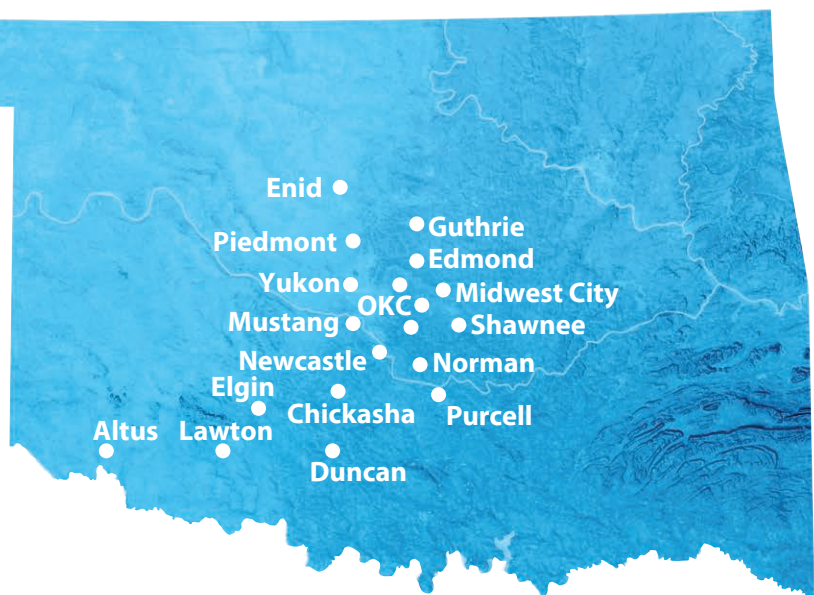 Enid
Guthrie
Piedmont
Edmond
Yukon
Midwest City
OKC
Mustang
Shawnee
Newcastle
Norman
Elgin
Chickasha
Purcell
Altus
Lawton
Duncan